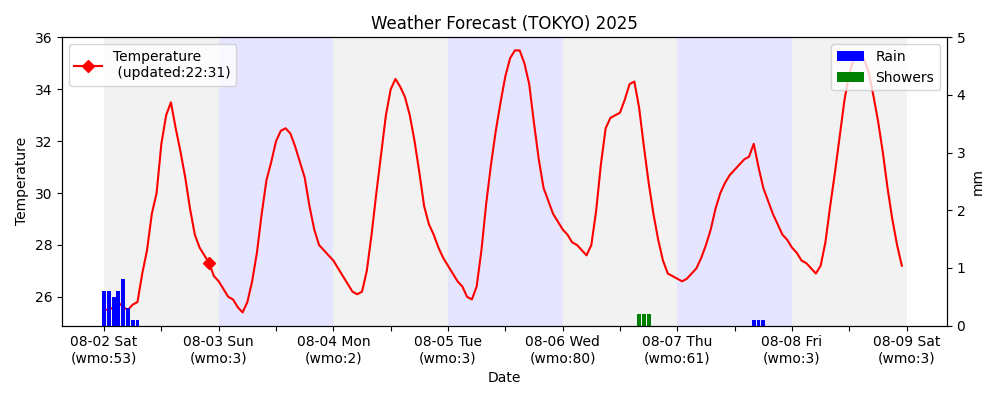 Weather Forecast (TOKYO) 2025
Temperature
(updated:22:31)
Rain
Showers
36
34
32
30
28
26
Temperature
5
4
3
2
1
0
mm
08-02 Sat
(wmo:53)
08-03 Sun
(wmo:3)
08-04 Mon
(wmo:2)
08-05 Tue
(wmo:3)
08-06 Wed
(wmo:80)
08-07 Thu
(wmo:61)
08-08 Fri
(wmo:3)
08-09 Sat
(wmo:3)
Date